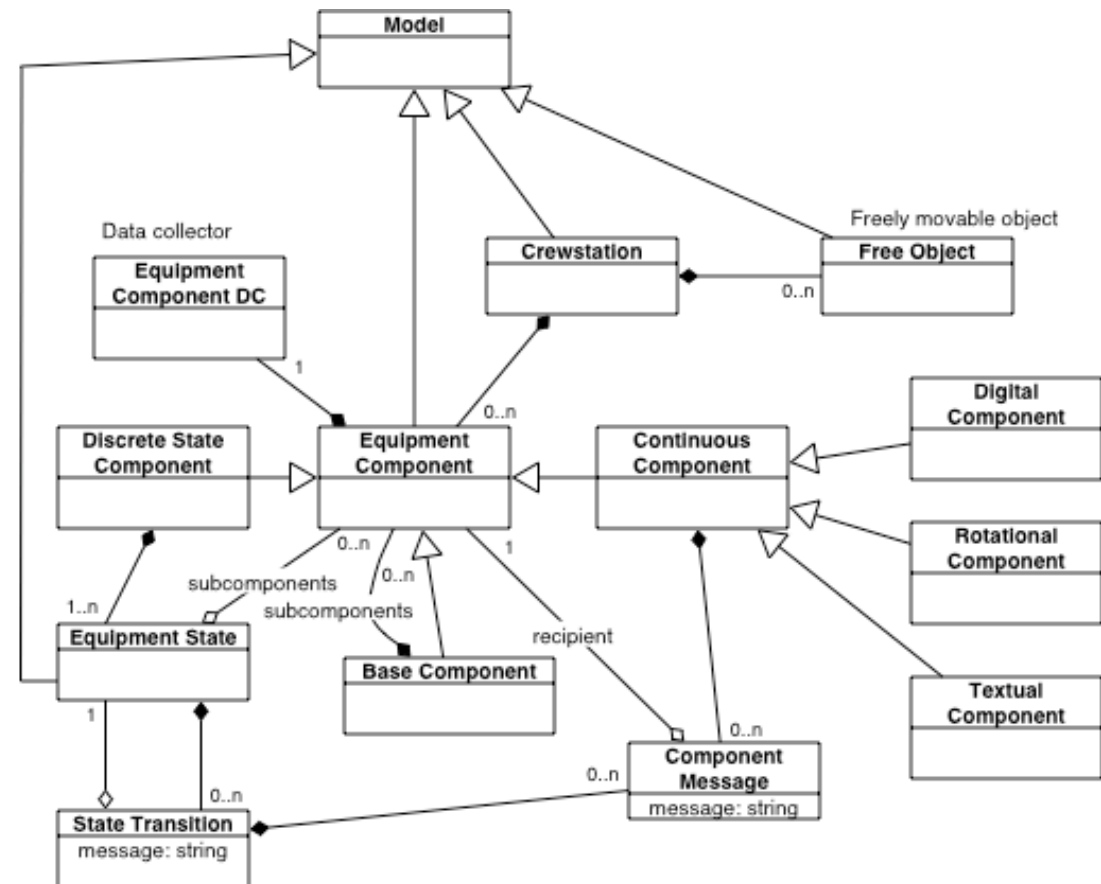 Model
Data collector
Freely movable object
Equipment
Component DC
Crewstation
Free Object
0..n
1
0..n
Discrete State
Component
Equipment
Component
Continuous
Component
Digital
Component
Rotational
Component
0..n
0..n
1
subcomponents
subcomponents
1..n
recipient
Equipment State
Base Component
Textual
Component
1
0..n
0..n
0..n
Component
Message
message: string
State Transition
message: string